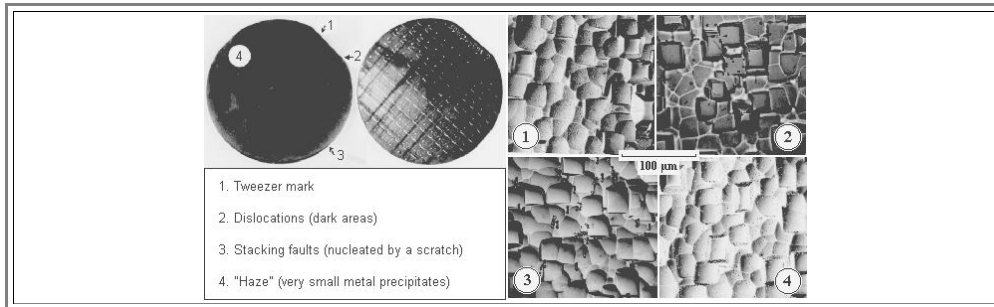 1
4
2
3
1. Tweezer mark
2. Dislocations (dark areas)
3. Stacking faults (nucleated by a scratch)
4. "Haze" (very small metal precipitates)
1
2
100 µm
3
4